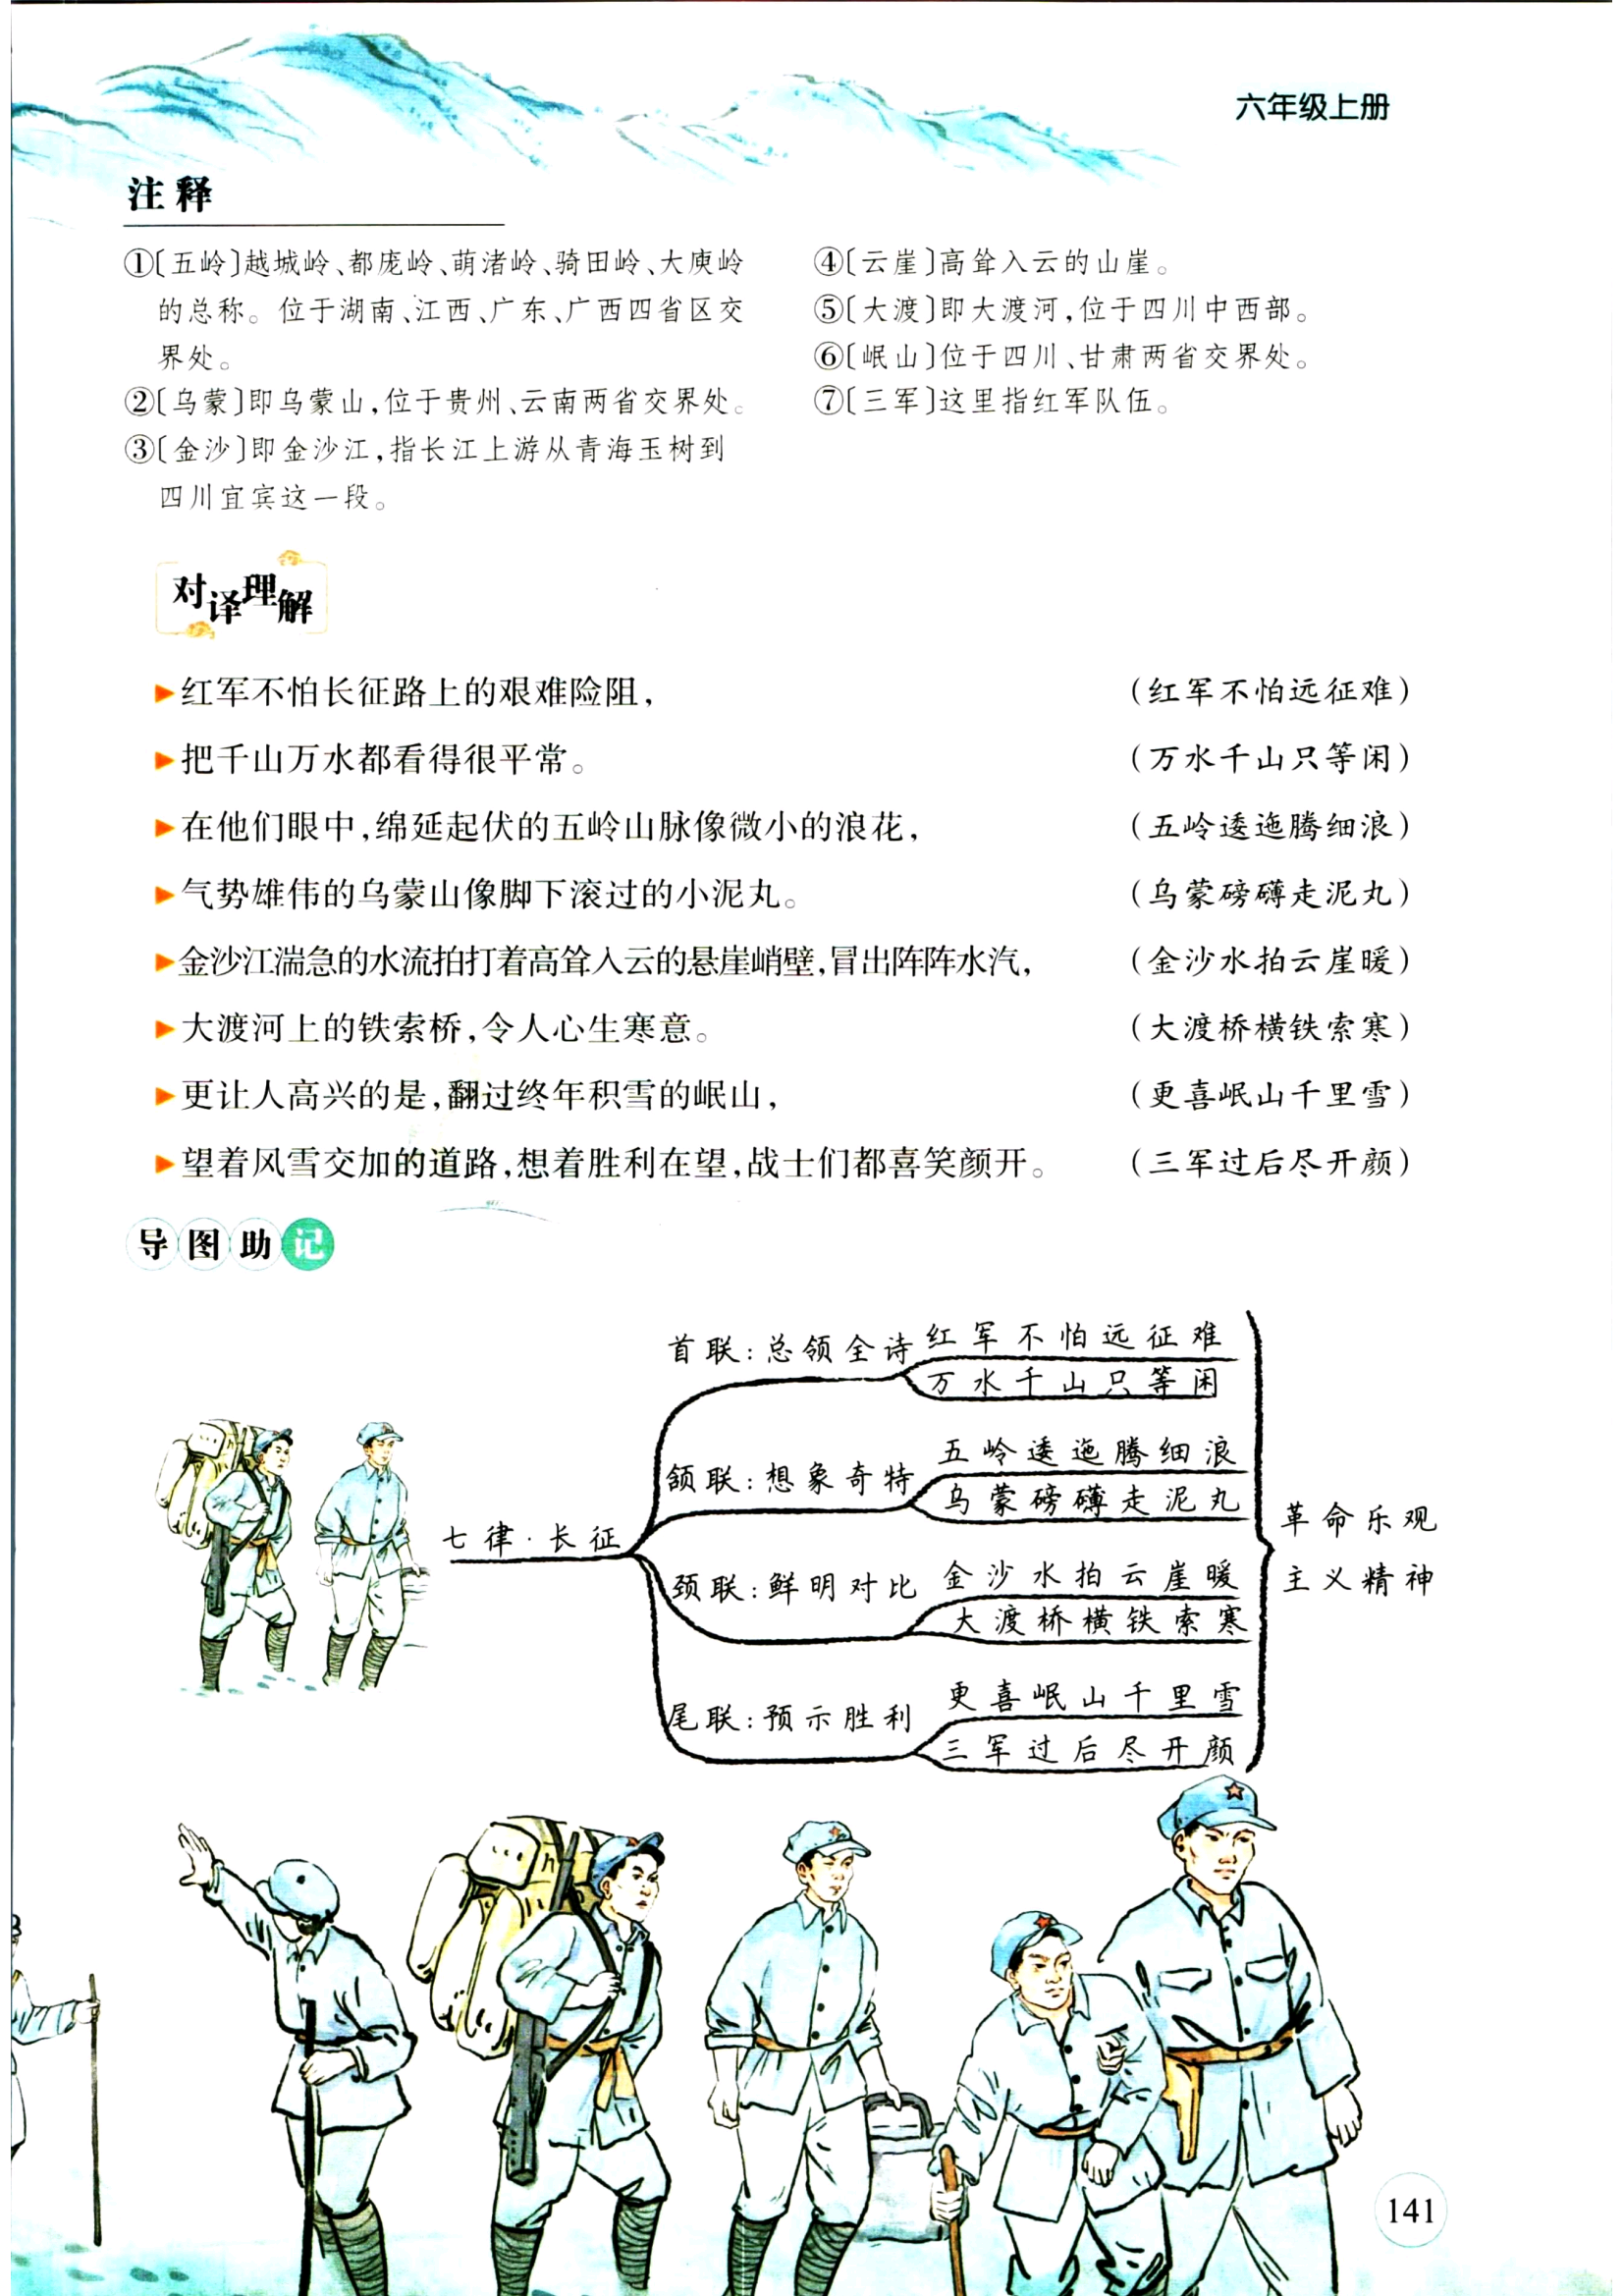 六年级上册
注释
①〔五岭〕越城岭、都庞岭、萌渚岭、骑田岭、大庾岭
的总称。位于湖南、江西、广东、广西四省区交
界处。
②〔乌蒙〕即乌蒙山,位于贵州、云南两省交界处。
③〔金沙〕即金沙江,指长江上游从青海玉树到
四川宜宾这一段。
④〔云崖〕高耸入云的山崖。
⑤〔大渡〕即大渡河,位于四川中西部。
⑥〔岷山〕位于四川、甘肃两省交界处。
⑦〔三军〕这里指红军队伍。
对译理解
红军不怕长征路上的艰难险阻,(红军不怕远征难)
把千山万水都看得很平常。(万水千山只等闲)
在他们眼中,绵延起伏的五岭山脉像微小的浪花,(五岭逶迤腾细浪)
气势雄伟的乌蒙山像脚下滚过的小泥丸。(乌蒙磅礴走泥丸)
金沙江湍急的水流拍打着高耸入云的悬崖峭壁,冒出阵阵水汽,(金沙水拍云崖暖)
大渡河上的铁索桥,令人心生寒意。(大渡桥横铁索寒)
更让人高兴的是,翻过终年积雪的岷山,(更喜岷山千里雪)
望着风雪交加的道路,想着胜利在望,战士们都喜笑颜开。(三军过后尽开颜)
导图助记
七律·长征
首联:总领全诗
红军不怕远征难
万水千山只等闲
颔联:想象奇特
五岭逶迤腾细浪
乌蒙磅礴走泥丸
颈联:鲜明对比
金沙水拍云崖暖
大渡桥横铁索寒
尾联:预示胜利
更喜岷山千里雪
三军过后尽开颜
革命乐观
主义精神
141